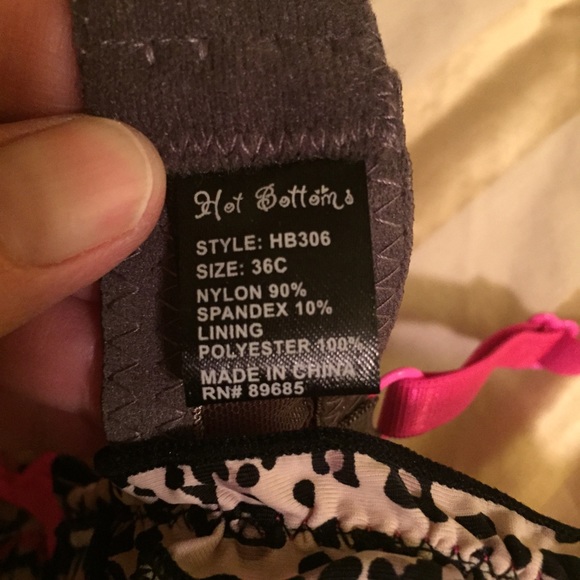 Hot Bottoms
STYLE: HB306
SIZE: 36C
NYLON 90%
SPANDEX 10%
LINING
POLYESTER 100%
MADE IN CHINA
RN# 89685